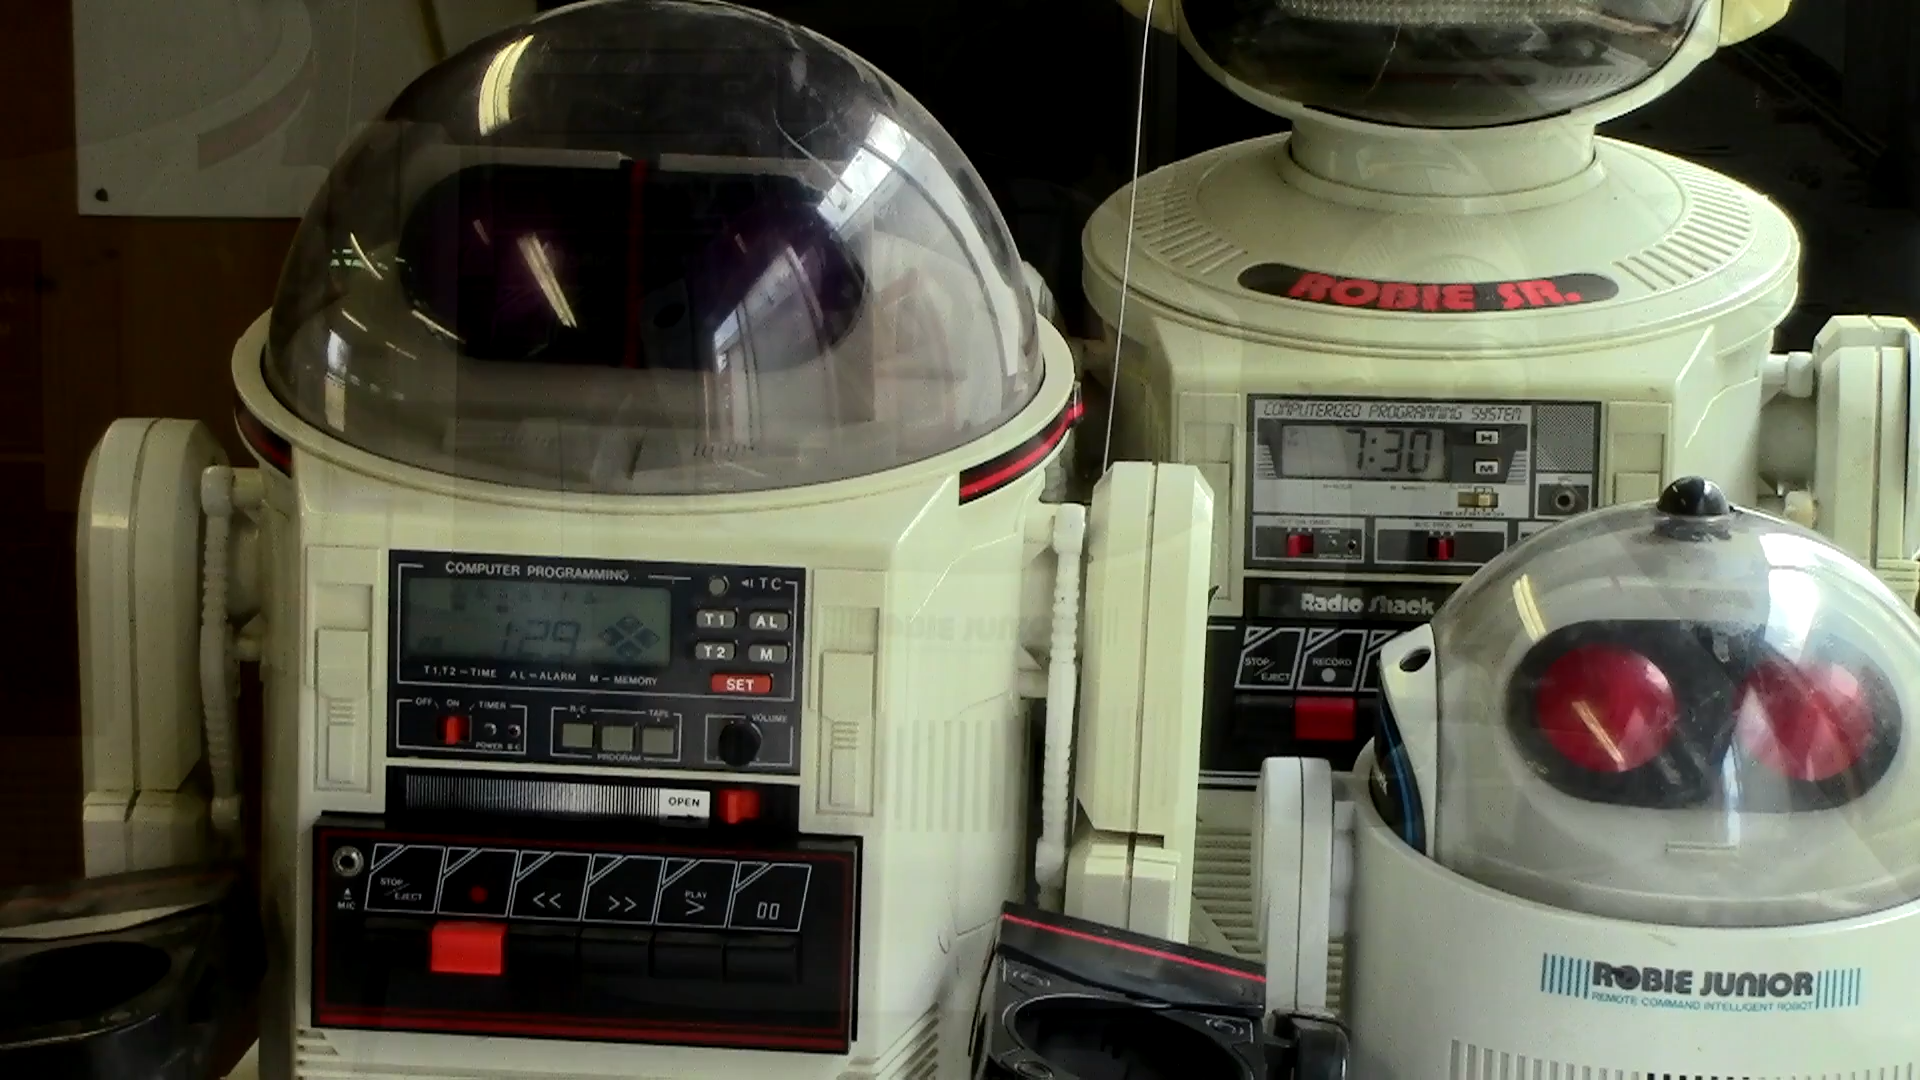 COMPUTER PROGRAMMING
TC
1:29
T1 AL
T2 M
T1,T2-TIME AL-ALARM M-MEMORY
SET
OFF ON TIMER
POWER R·C
R/C TAPE
PROGRAM
VOLUME
OPEN
MIC
STOP/EJECT
<<
>>
PLAY
>
ROBIE SR.
COMPUTERIZED PROGRAMMING SYSTEM
7:30
H
M
Radio Shack
STOP/EJECT
RECORD
ROBIE JUNIOR
REMOTE COMMAND INTELLIGENT ROBOT